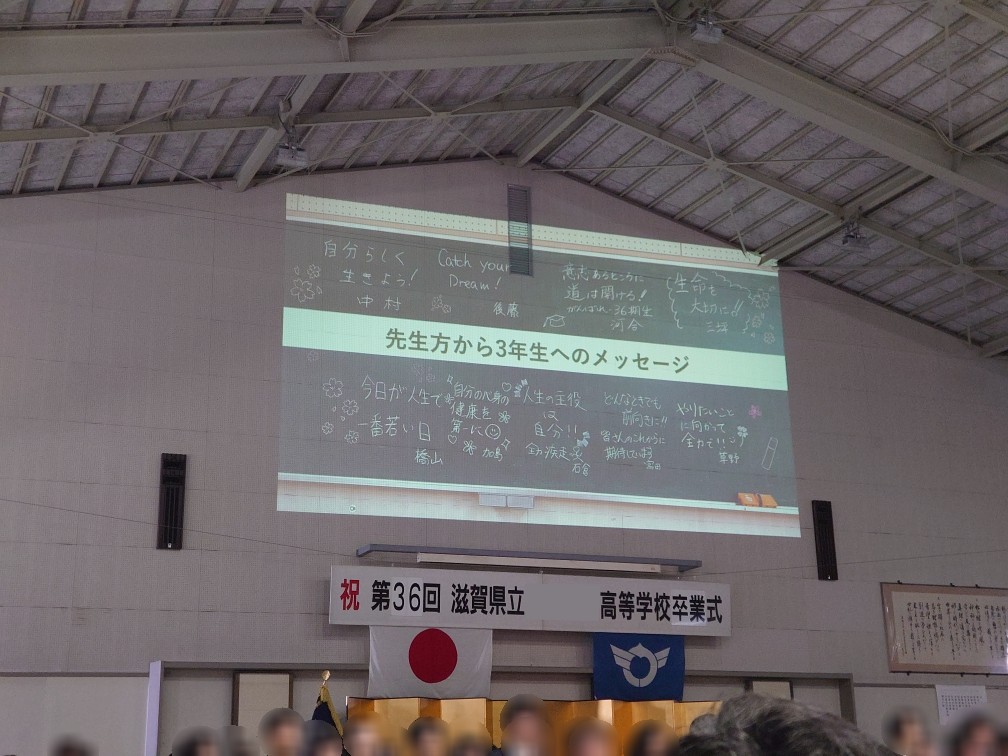 自分らしく
生きよう!
中村
Catch your
Dream!
後藤
意志あるところに
道は開ける!
がんばれ 36期生
河合
生命を
大切に!!
先生方から3年生へのメッセージ
今日が人生で
一番若い日
橋山
自分の心身の
健康を
第一に
加嶋
人生の主役
は
自分!!
全力疾走
石倉
どんなときでも
前向きに!!
皆さんのこれからに
期待しています
やりたいこと
に向かって
全力で!!
草野
祝 第36回 滋賀県立 高等学校卒業式